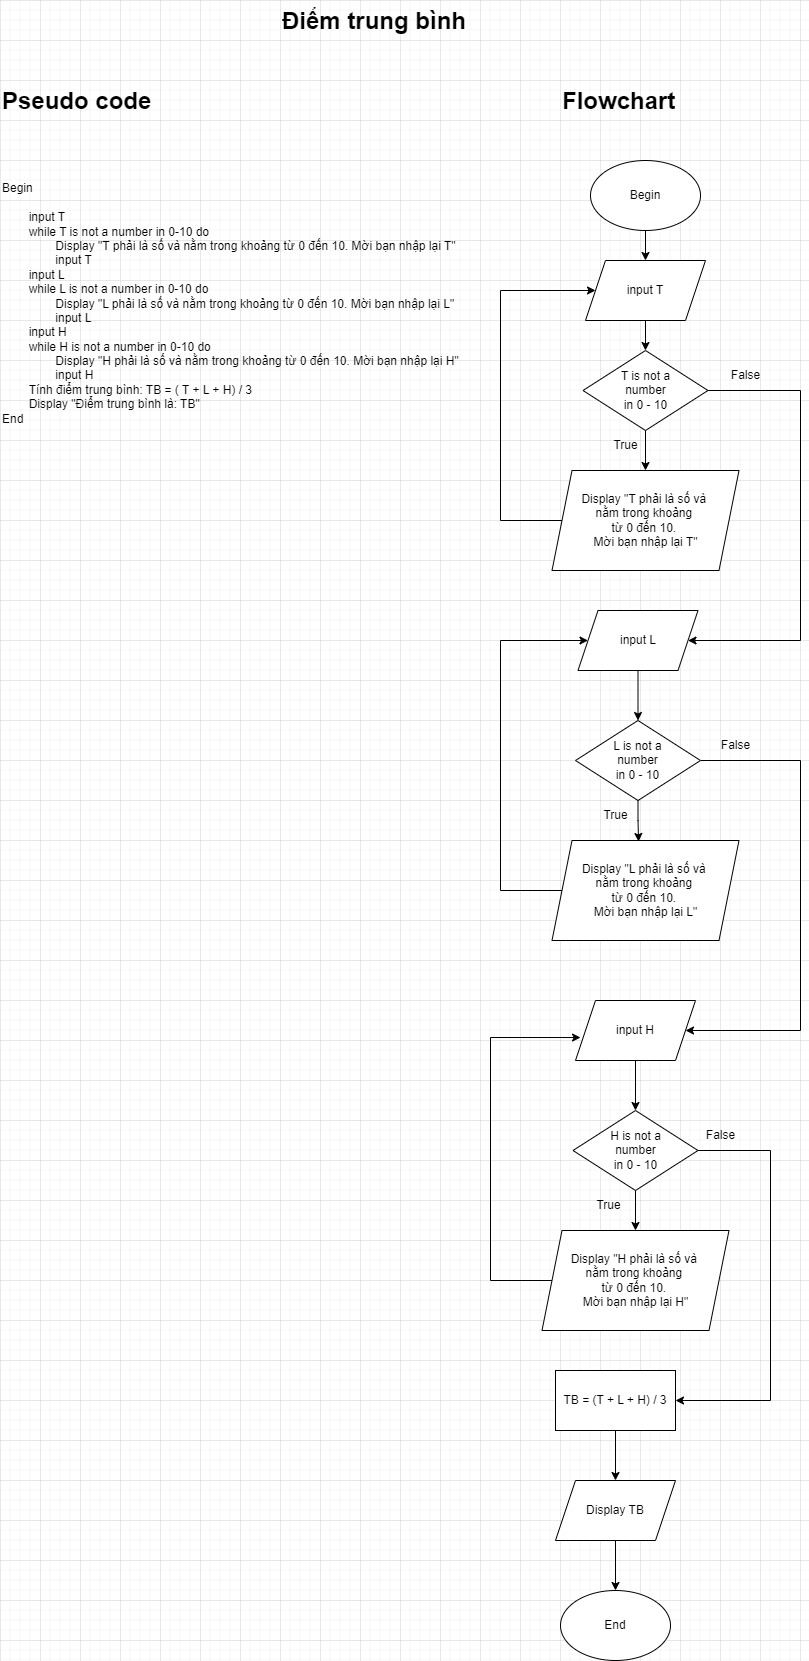 Điểm trung bình
Pseudo code
Begin
input T
while T is not a number in 0-10 do
Display "T phải là số và nằm trong khoảng từ 0 đến 10. Mời bạn nhập lại T"
input T
input L
while L is not a number in 0-10 do
Display "L phải là số và nằm trong khoảng từ 0 đến 10. Mời bạn nhập lại L"
input L
input H
while H is not a number in 0-10 do
Display "H phải là số và nằm trong khoảng từ 0 đến 10. Mời bạn nhập lại H"
input H
Tính điểm trung bình: TB = ( T + L + H) / 3
Display "Điểm trung bình là: TB"
End
Flowchart
Begin
input T
T is not a
number
in 0 - 10
False
True
Display "T phải là số và
nằm trong khoảng
từ 0 đến 10.
Mời bạn nhập lại T"
input L
L is not a
number
in 0 - 10
False
True
Display "L phải là số và
nằm trong khoảng
từ 0 đến 10.
Mời bạn nhập lại L"
input H
H is not a
number
in 0 - 10
False
True
Display "H phải là số và
nằm trong khoảng
từ 0 đến 10.
Mời bạn nhập lại H"
TB = (T + L + H) / 3
Display TB
End